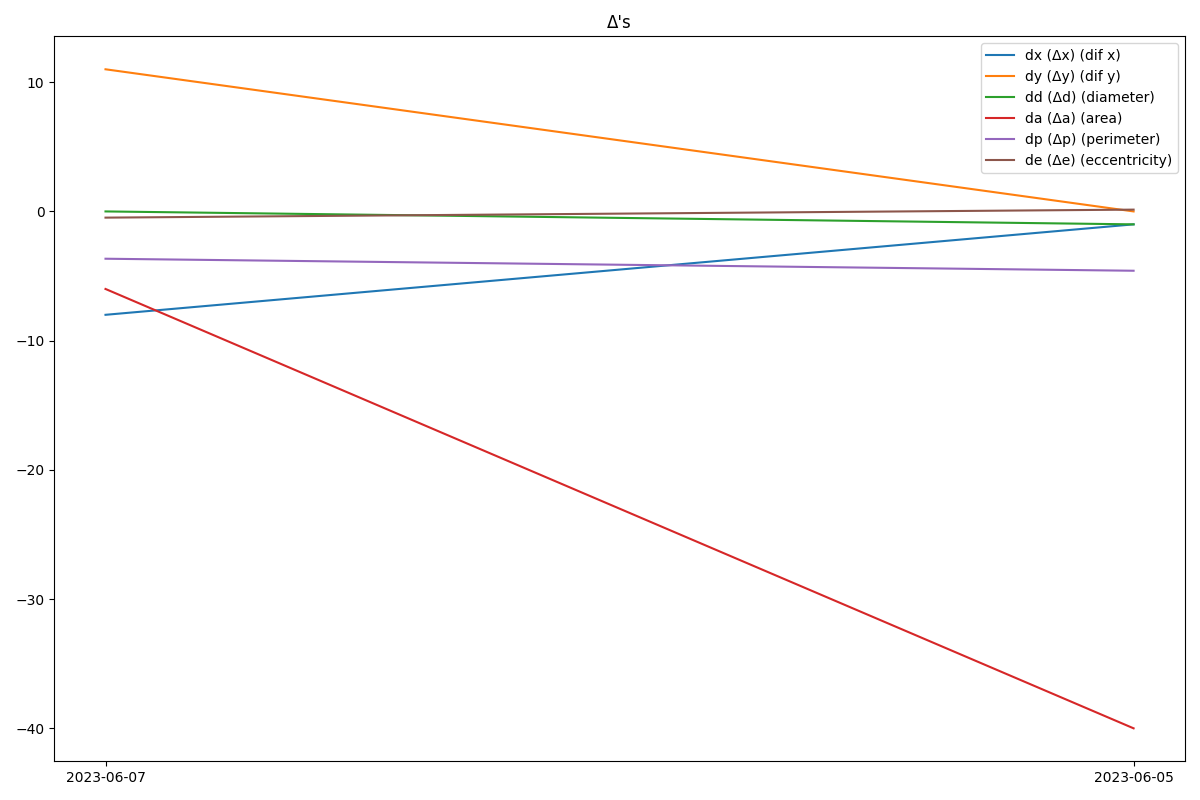 Δ's
dx (Δx) (dif x)
dy (Δy) (dif y)
dd (Δd) (diameter)
da (Δa) (area)
dp (Δp) (perimeter)
de (Δe) (eccentricity)
10
0
−10
−20
−30
−40
2023-06-07 2023-06-05